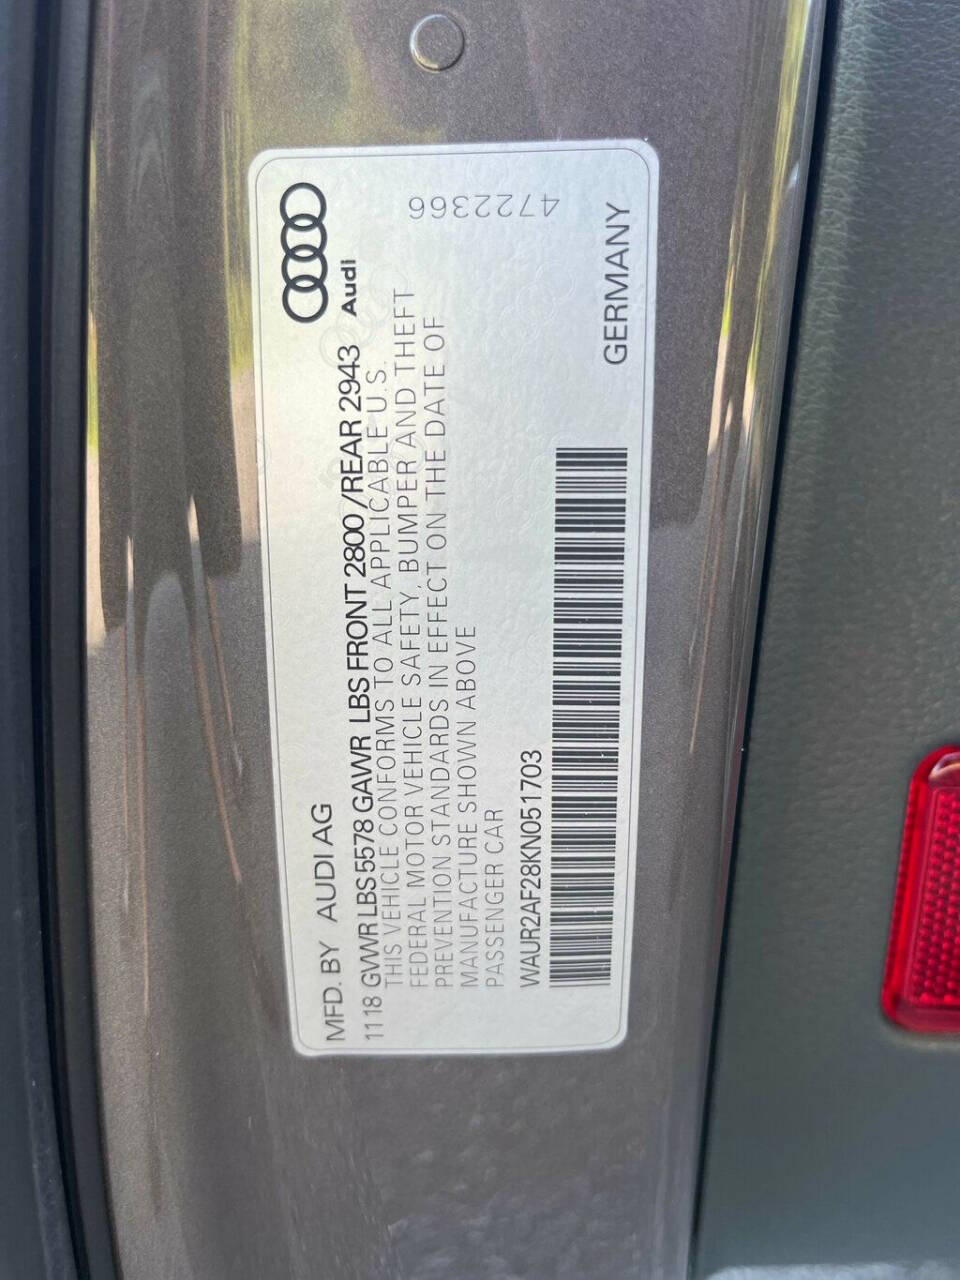 MFD. BY AUDI AG
Audi
1118 GVWR LBS 5578 GAWR LBS FRONT 2800 /REAR 2943
THIS VEHICLE CONFORMS TO ALL APPLICABLE U.S.
FEDERAL MOTOR VEHICLE SAFETY, BUMPER AND THEFT
PREVENTION STANDARDS IN EFFECT ON THE DATE OF
MANUFACTURE SHOWN ABOVE
PASSENGER CAR
4722366
WAUR2AF28KN051703
GERMANY